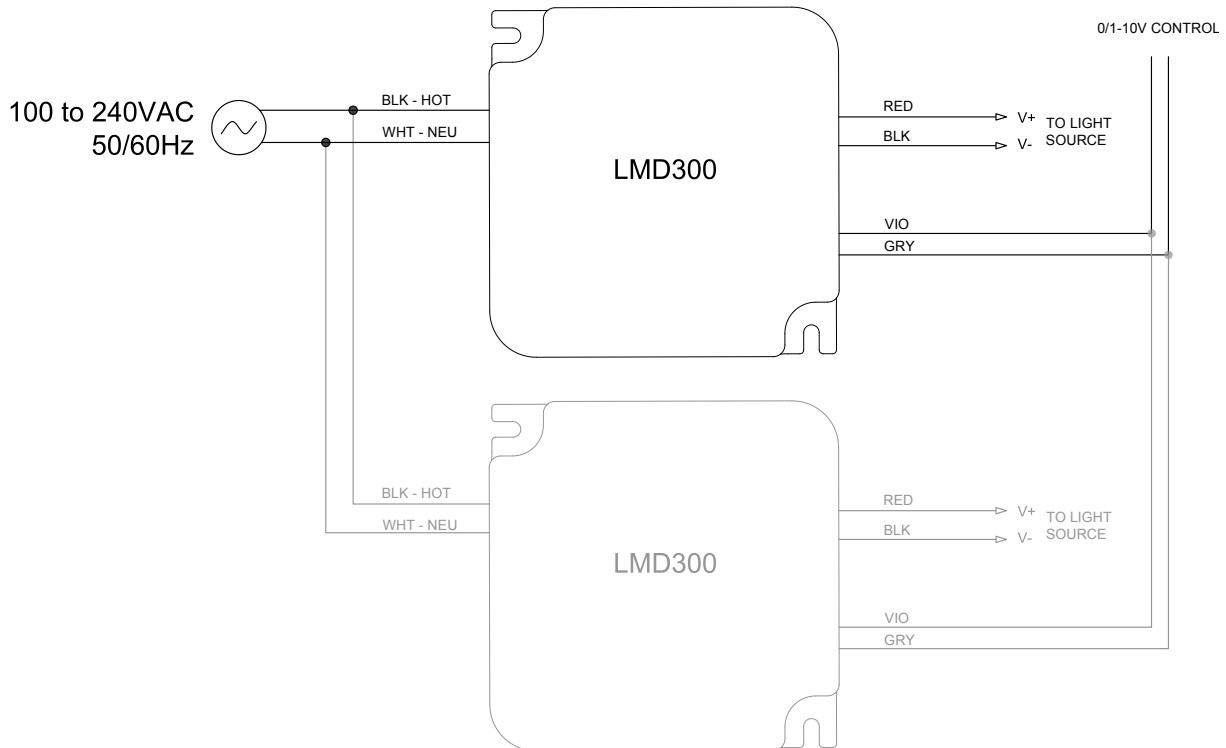 0/1-10V CONTROL
100 to 240VAC
50/60Hz
BLK - HOT
WHT - NEU
LMD300
RED
BLK
V+
V-
TO LIGHT
SOURCE
VIO
GRY
BLK - HOT
WHT - NEU
LMD300
RED
BLK
V+
V-
TO LIGHT
SOURCE
VIO
GRY